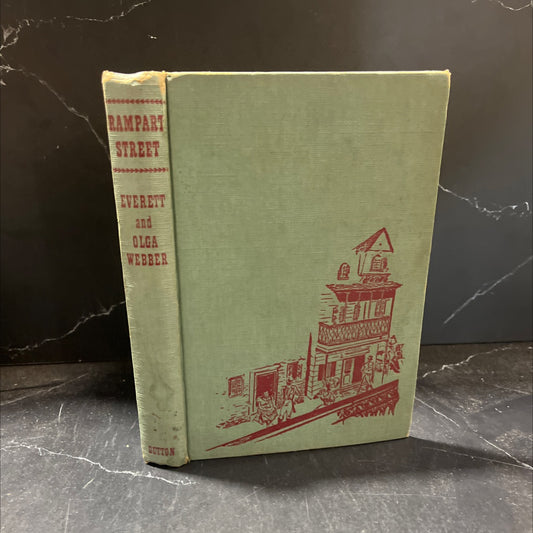 RAMPART
STREET
EVERETT
and
OLGA
WEBBER
DUTTON